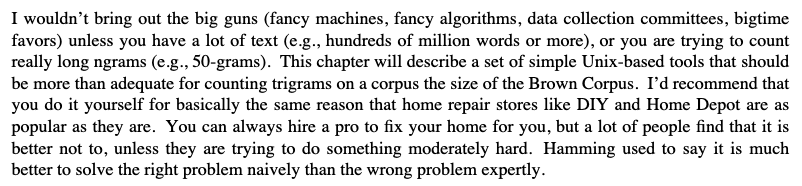 I wouldn’t bring out the big guns (fancy machines, fancy algorithms, data collection committees, bigtime
favors) unless you have a lot of text (e.g., hundreds of million words or more), or you are trying to count
really long ngrams (e.g., 50-grams). This chapter will describe a set of simple Unix-based tools that should
be more than adequate for counting trigrams on a corpus the size of the Brown Corpus. I’d recommend that
you do it yourself for basically the same reason that home repair stores like DIY and Home Depot are as
popular as they are. You can always hire a pro to fix your home for you, but a lot of people find that it is
better not to, unless they are trying to do something moderately hard. Hamming used to say it is much
better to solve the right problem naively than the wrong problem expertly.